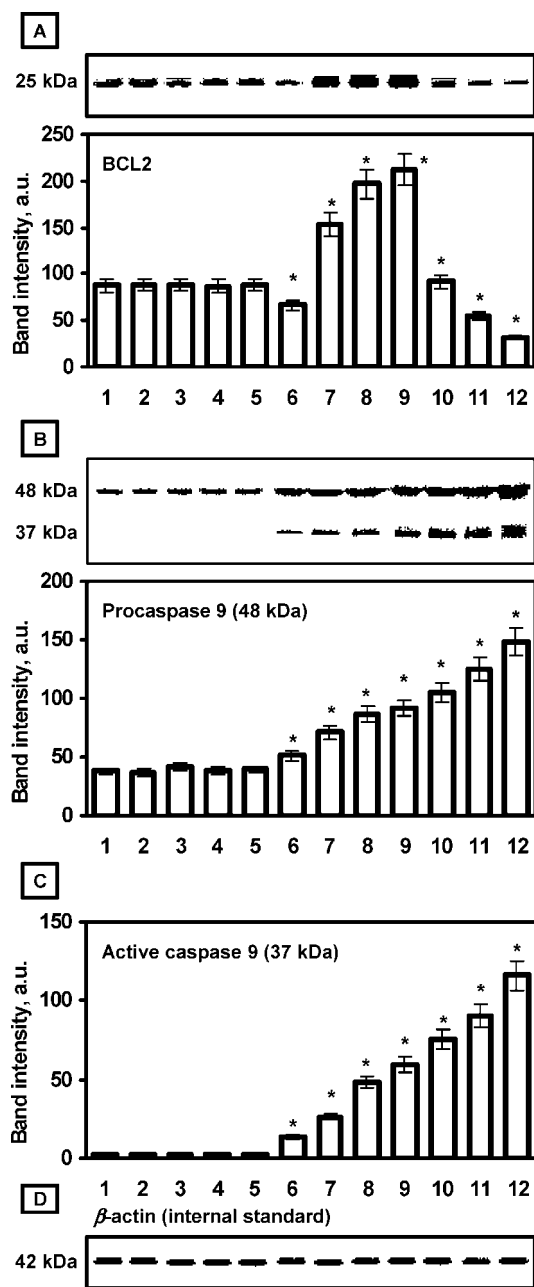 A
25 kDa
250
200
150
100
50
0
Band intensity, a.u.
BCL2
* * * * * * *
1 2 3 4 5 6 7 8 9 10 11 12
B
48 kDa
37 kDa
200
150
100
50
0
Band intensity, a.u.
Procaspase 9 (48 kDa)
* * * * * * *
1 2 3 4 5 6 7 8 9 10 11 12
C
150
100
50
0
Band intensity, a.u.
Active caspase 9 (37 kDa)
* * * * * * *
1 2 3 4 5 6 7 8 9 10 11 12
D
β-actin (internal standard)
42 kDa